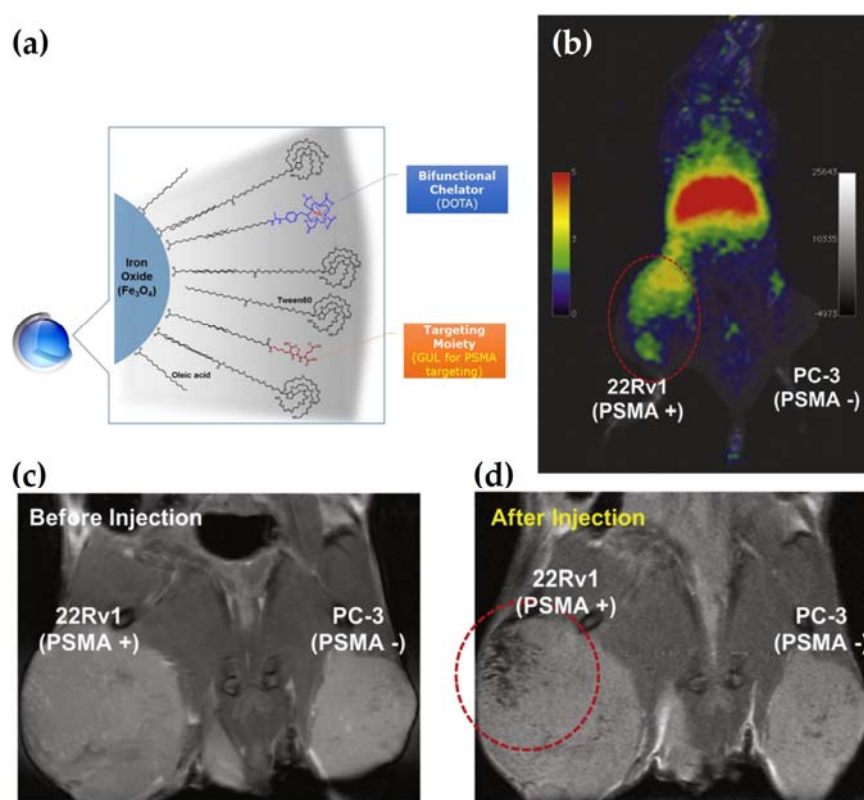 (a)
Bifunctional
Chelator
(DOTA)
Iron
Oxide
(Fe₃O₄)
Tween60
Targeting
Moiety
(GUL for PSMA
targeting)
Oleic acid
(b)
5
3
0
25643
10335
-4973
22Rv1
(PSMA +)
PC-3
(PSMA -)
(c)
Before Injection
22Rv1
(PSMA +)
PC-3
(PSMA -)
(d)
After Injection
22Rv1
(PSMA +)
PC-3
(PSMA -)